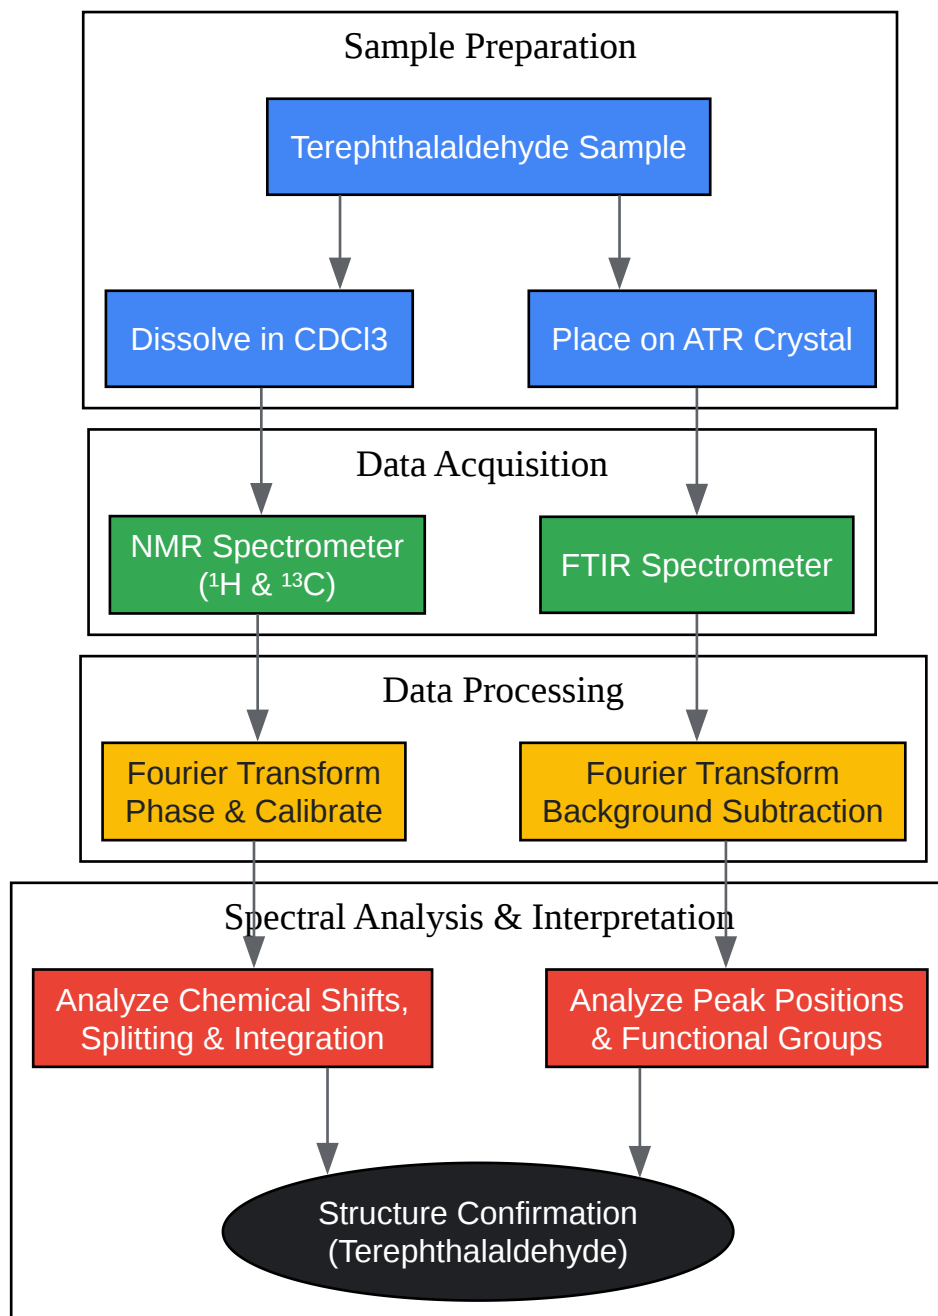 Sample Preparation
Terephthalaldehyde Sample
Dissolve in CDCl3
Place on ATR Crystal
Data Acquisition
NMR Spectrometer
(¹H & ¹³C)
FTIR Spectrometer
Data Processing
Fourier Transform
Phase & Calibrate
Fourier Transform
Background Subtraction
Spectral Analysis & Interpretation
Analyze Chemical Shifts,
Splitting & Integration
Analyze Peak Positions
& Functional Groups
Structure Confirmation
(Terephthalaldehyde)